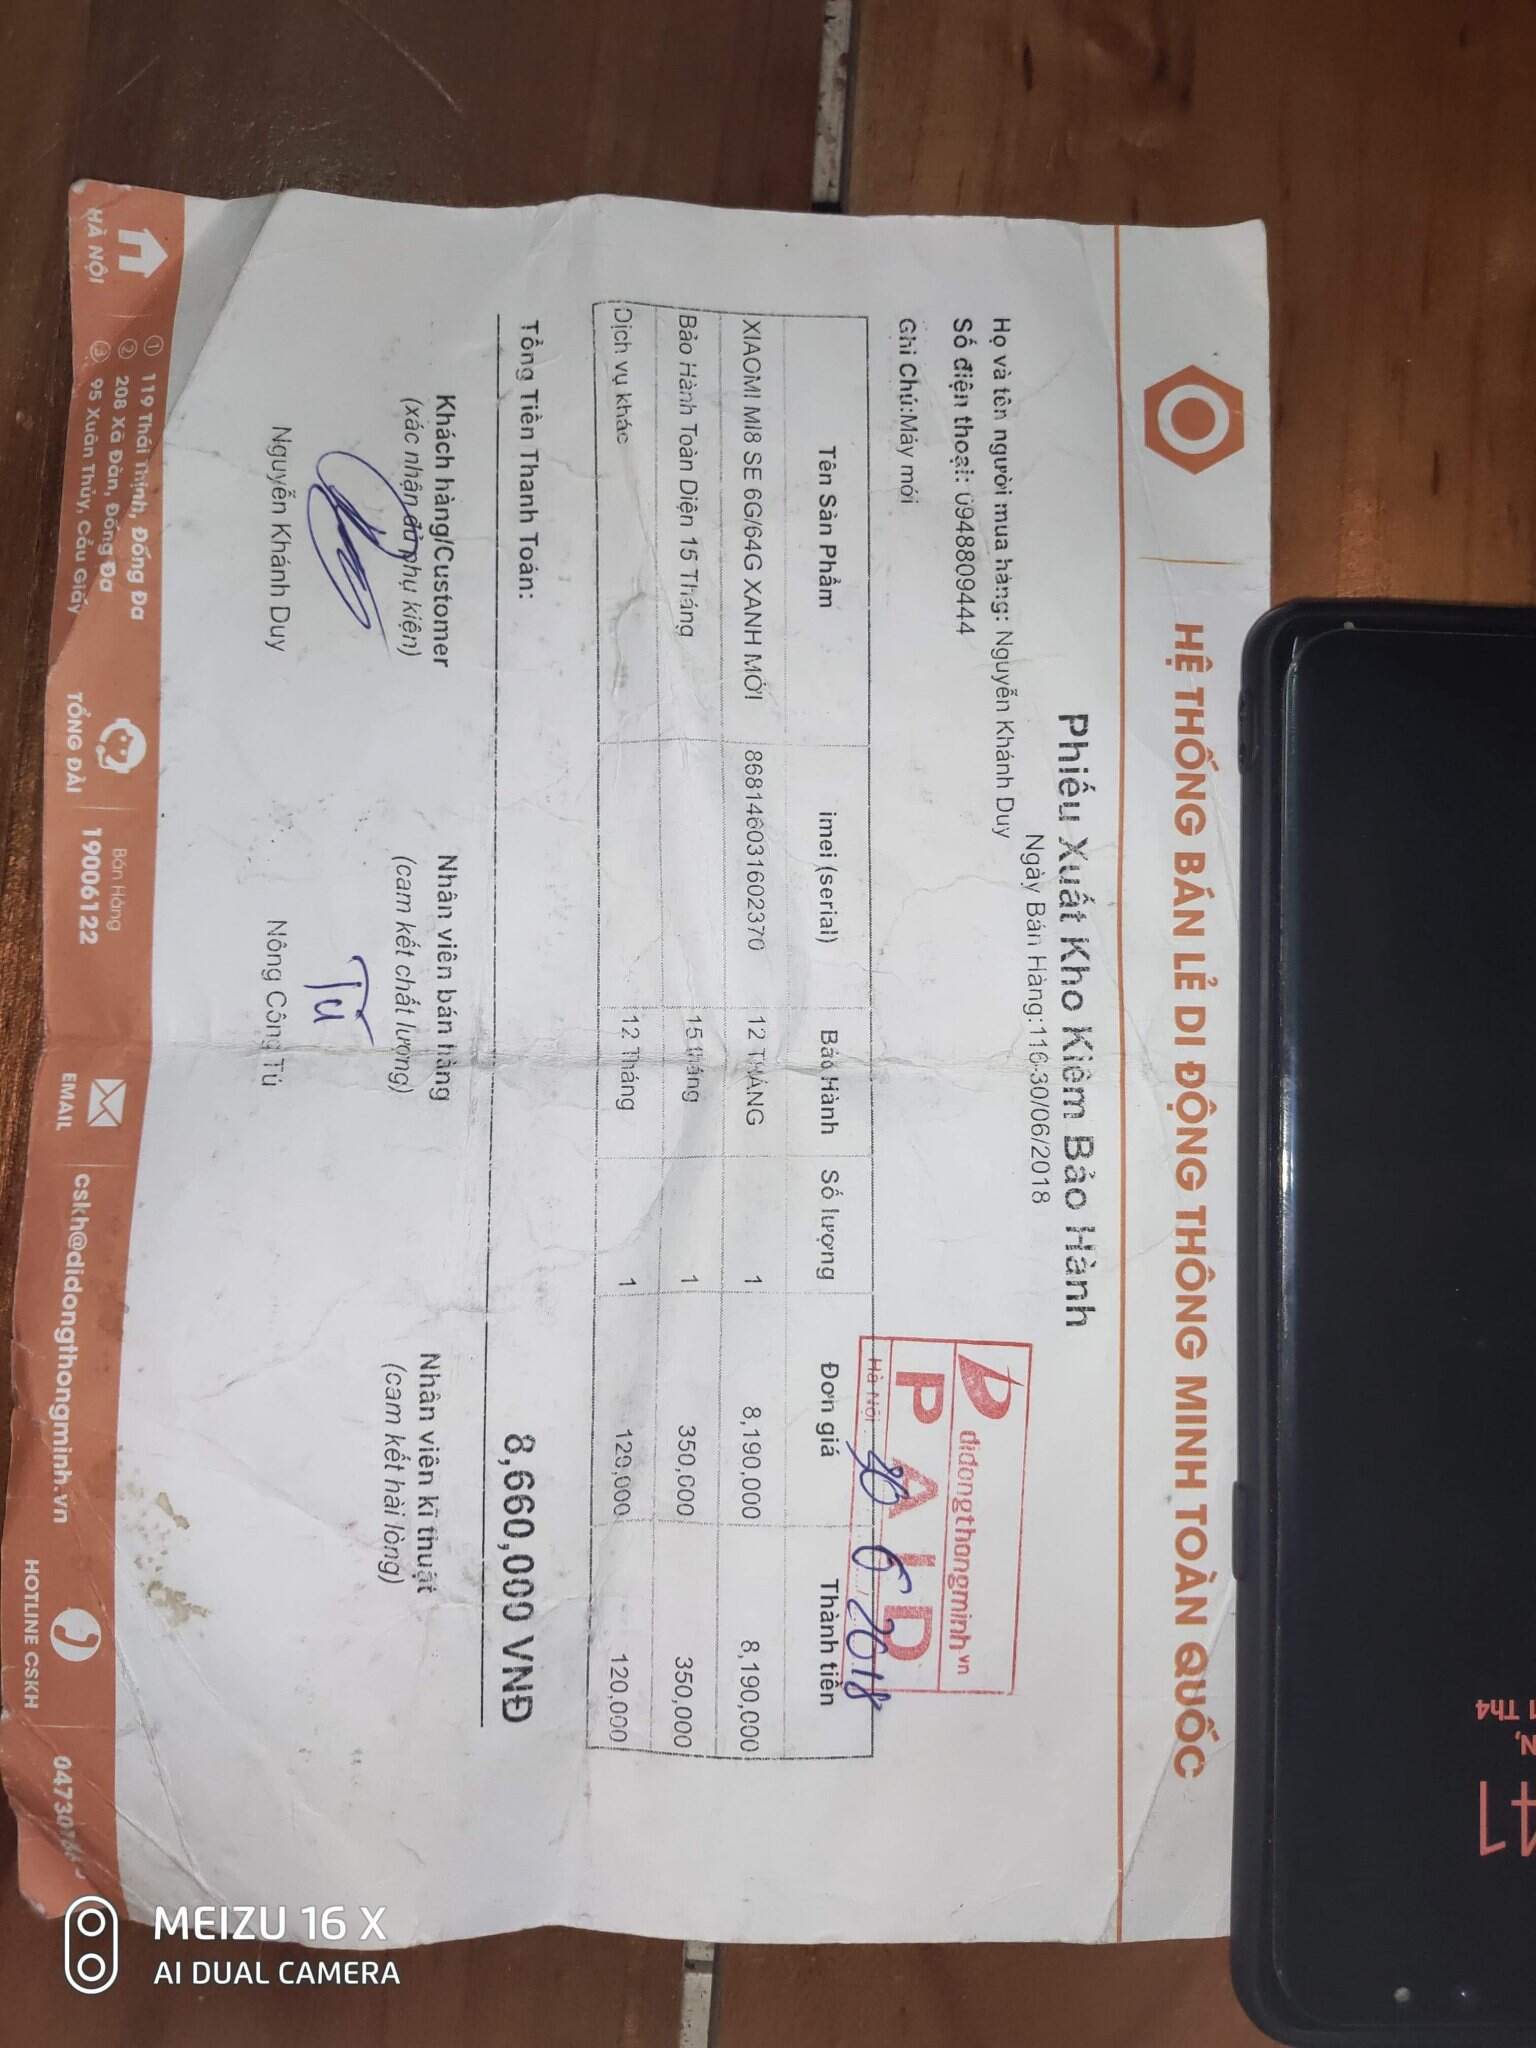 HỆ THỐNG BÁN LẺ DI ĐỘNG THÔNG MINH TOÀN QUỐC
Phiếu Xuất Kho Kiêm Bảo Hành
Ngày Bán Hàng:116-30/06/2018
Họ và tên người mua hàng: Nguyễn Khánh Duy
Số điện thoại: 0948809444
Ghi Chú:Máy mới
didongthongminh.vn
PAID
Hà Nội 30 6 2018
Tên Sản Phẩm imei (serial) Bảo Hành Số lượng Đơn giá Thành tiền
XIAOMI MI8 SE 6G/64G XANH MỚI 868146031602370 12 THÁNG 1 8,190,000 8,190,000
Bảo Hành Toàn Diện 15 Tháng 15 tháng 1 350,000 350,000
Dịch vụ khác 12 Tháng 1 120,000 120,000
Tổng Tiền Thanh Toán: 8,660,000 VNĐ
Khách hàng/Customer Nhân viên bán hàng Nhân viên kĩ thuật
(xác nhận đủ phụ kiện) (cam kết chất lượng) (cam kết hài lòng)
Tú
Nguyễn Khánh Duy Nông Công Tú
HÀ NỘI
① 119 Thái Thịnh, Đống Đa
② 208 Xã Đàn, Đống Đa
③ 95 Xuân Thủy, Cầu Giấy
TỔNG ĐÀI
Bán Hàng
19006122
EMAIL
cskh@didongthongminh.vn
HOTLINE CSKH
Th4
41
MEIZU 16 X
AI DUAL CAMERA